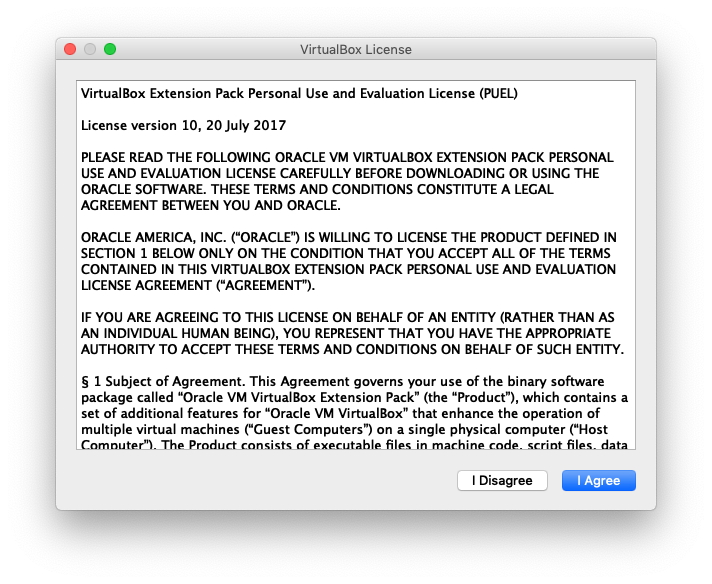 VirtualBox License
VirtualBox Extension Pack Personal Use and Evaluation License (PUEL)
License version 10, 20 July 2017
PLEASE READ THE FOLLOWING ORACLE VM VIRTUALBOX EXTENSION PACK PERSONAL
USE AND EVALUATION LICENSE CAREFULLY BEFORE DOWNLOADING OR USING THE
ORACLE SOFTWARE. THESE TERMS AND CONDITIONS CONSTITUTE A LEGAL
AGREEMENT BETWEEN YOU AND ORACLE.
ORACLE AMERICA, INC. (“ORACLE”) IS WILLING TO LICENSE THE PRODUCT DEFINED IN
SECTION 1 BELOW ONLY ON THE CONDITION THAT YOU ACCEPT ALL OF THE TERMS
CONTAINED IN THIS VIRTUALBOX EXTENSION PACK PERSONAL USE AND EVALUATION
LICENSE AGREEMENT (“AGREEMENT”).
IF YOU ARE AGREEING TO THIS LICENSE ON BEHALF OF AN ENTITY (RATHER THAN AS
AN INDIVIDUAL HUMAN BEING), YOU REPRESENT THAT YOU HAVE THE APPROPRIATE
AUTHORITY TO ACCEPT THESE TERMS AND CONDITIONS ON BEHALF OF SUCH ENTITY.
§ 1 Subject of Agreement. This Agreement governs your use of the binary software
package called “Oracle VM VirtualBox Extension Pack” (the “Product”), which contains a
set of additional features for “Oracle VM VirtualBox” that enhance the operation of
multiple virtual machines (“Guest Computers”) on a single physical computer (“Host
Computer”). The Product consists of executable files in machine code, script files, data
I Disagree
I Agree